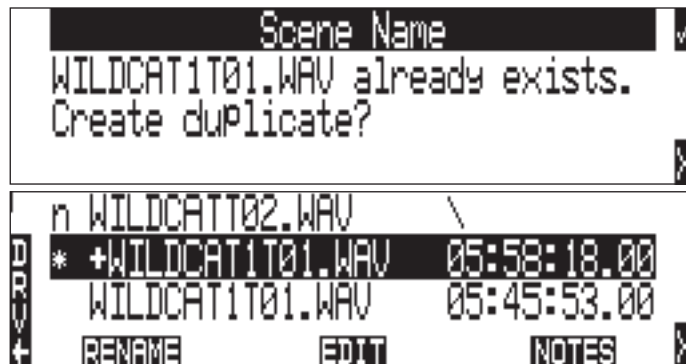 Scene Name
WILDCAT1T01.WAV already exists.
Create duplicate?
n WILDCATT02.WAV \
* +WILDCAT1T01.WAV 05:58:18.00
WILDCAT1T01.WAV 05:45:53.00
DRV
RENAME EDIT NOTES